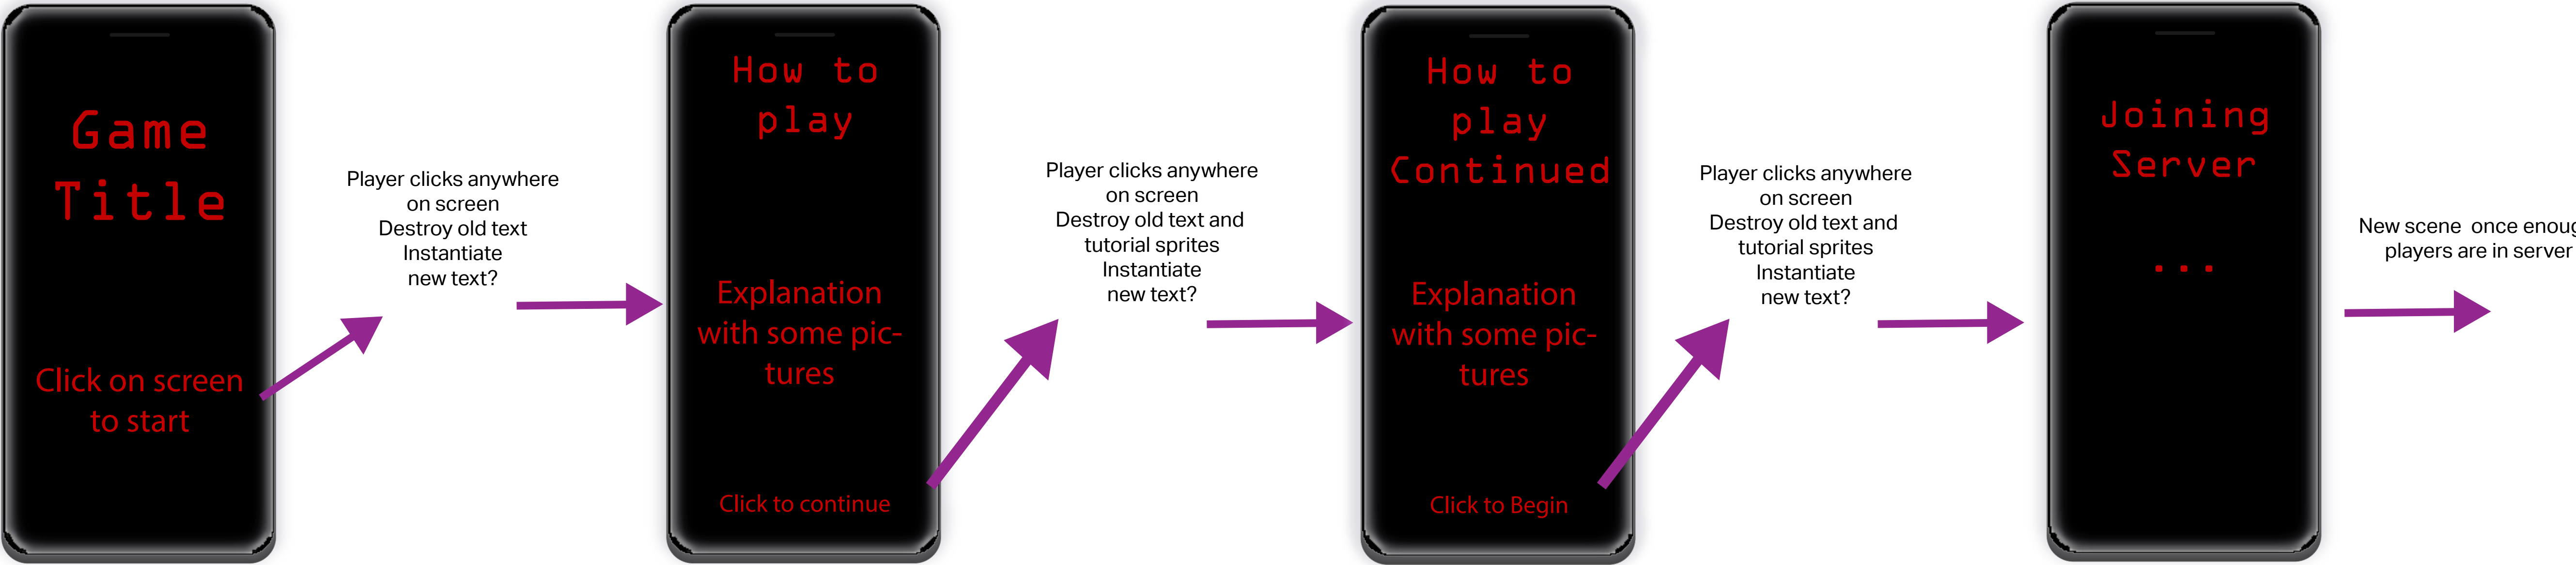 Game
Title
Click on screen
to start
Player clicks anywhere
on screen
Destroy old text
Instantiate
new text?
How to
play
Explanation
with some pic-
tures
Click to continue
Player clicks anywhere
on screen
Destroy old text and
tutorial sprites
Instantiate
new text?
How to
play
Continued
Explanation
with some pic-
tures
Click to Begin
Player clicks anywhere
on screen
Destroy old text and
tutorial sprites
Instantiate
new text?
Joining
Server
...
New scene once
players are in server